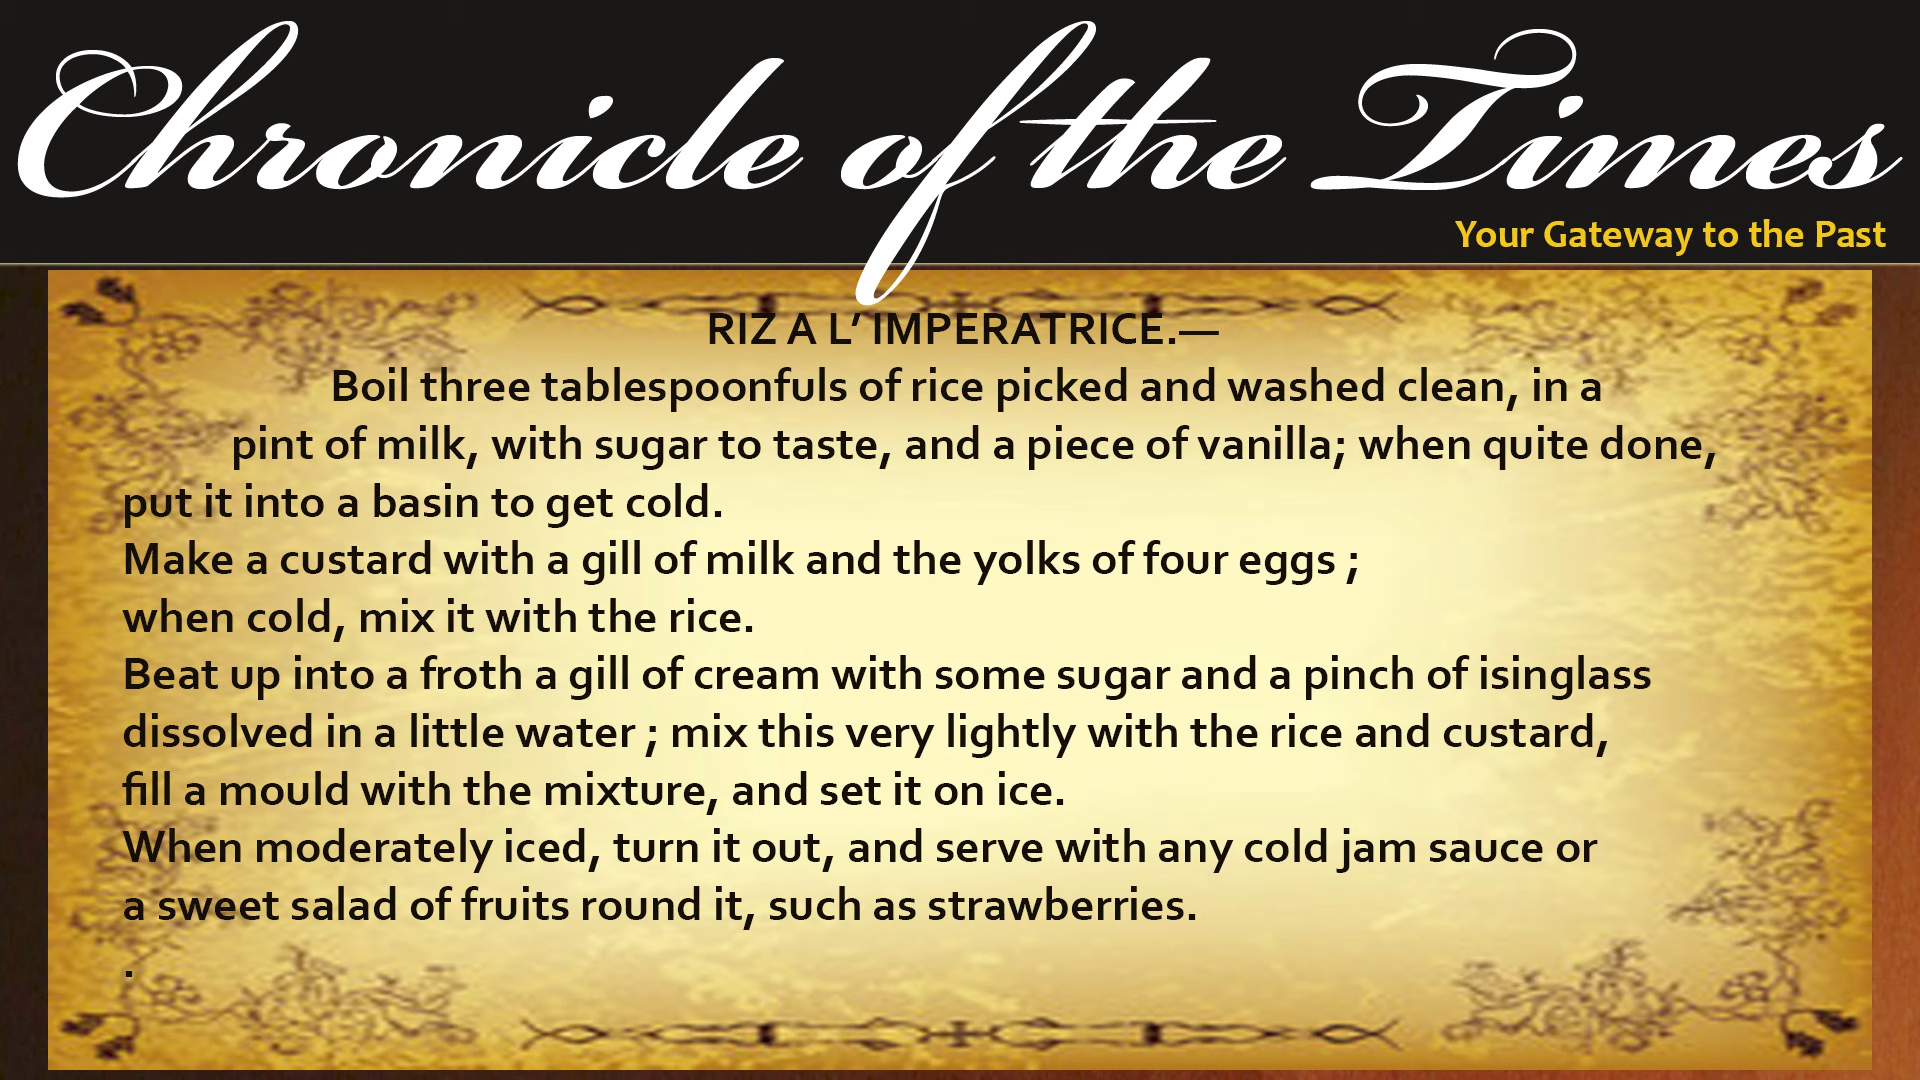 Chronicle of the Times
Your Gateway to the Past
RIZ A L’ IMPERATRICE.—
Boil three tablespoonfuls of rice picked and washed clean, in a
pint of milk, with sugar to taste, and a piece of vanilla; when quite done,
put it into a basin to get cold.
Make a custard with a gill of milk and the yolks of four eggs ;
when cold, mix it with the rice.
Beat up into a froth a gill of cream with some sugar and a pinch of isinglass
dissolved in a little water ; mix this very lightly with the rice and custard,
fill a mould with the mixture, and set it on ice.
When moderately iced, turn it out, and serve with any cold jam sauce or
a sweet salad of fruits round it, such as strawberries.
.